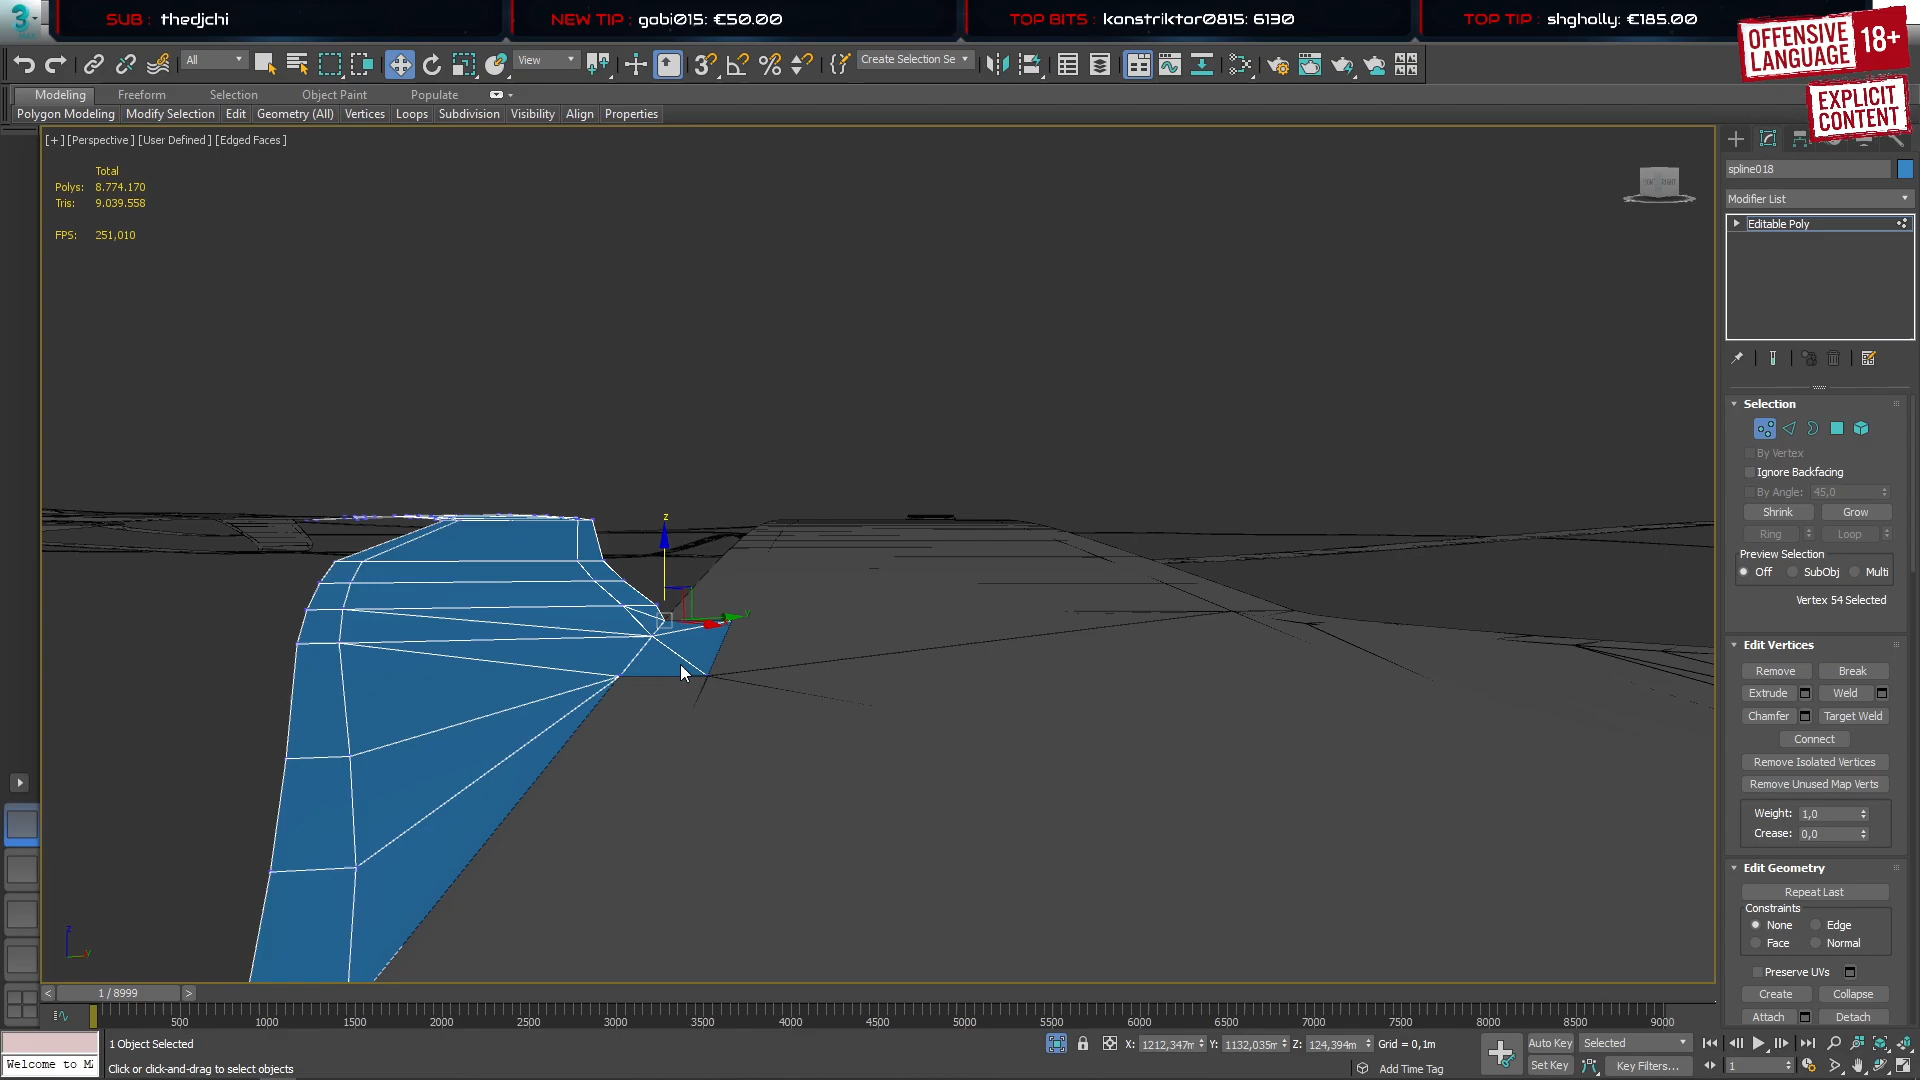 SUB : thedjchi
NEW TIP : gabi015: €50.00
TOP BITS : konstriktor0815: 6130
TOP TIP : shgholly: €185.00
OFFENSIVE LANGUAGE 18+
EXPLICIT CONTENT
All
View
Create Selection Se
Modeling
Freeform
Selection
Object Paint
Populate
Polygon Modeling
Modify Selection
Edit
Geometry (All)
Vertices
Loops
Subdivision
Visibility
Align
Properties
[+] [Perspective ] [User Defined ] [Edged Faces ]
Total
Polys: 8.774.170
Tris: 9.039.558
FPS: 251,010
spline018
Modifier List
Editable Poly
Selection
By Vertex
Ignore Backfacing
By Angle: 45,0
Shrink
Grow
Ring
Loop
Preview Selection
Off
SubObj
Multi
Vertex 54 Selected
Edit Vertices
Remove
Break
Extrude
Weld
Chamfer
Target Weld
Connect
Remove Isolated Vertices
Remove Unused Map Verts
Weight: 1,0
Crease: 0,0
Edit Geometry
Repeat Last
Constraints
None
Edge
Face
Normal
Preserve UVs
Create
Collapse
Attach
Detach
z
y
z
y
< 1 / 8999 >
500 1000 1500 2000 2500 3000 3500 4000 4500 5000 5500 6000 6500 7000 7500 8000 8500 9000
1 Object Selected
X: 1212,347m Y: 1132,035m Z: 124,394m Grid = 0,1m
Auto Key
Selected
Welcome to M
Click or click-and-drag to select objects
Add Time Tag
Set Key
Key Filters...
1